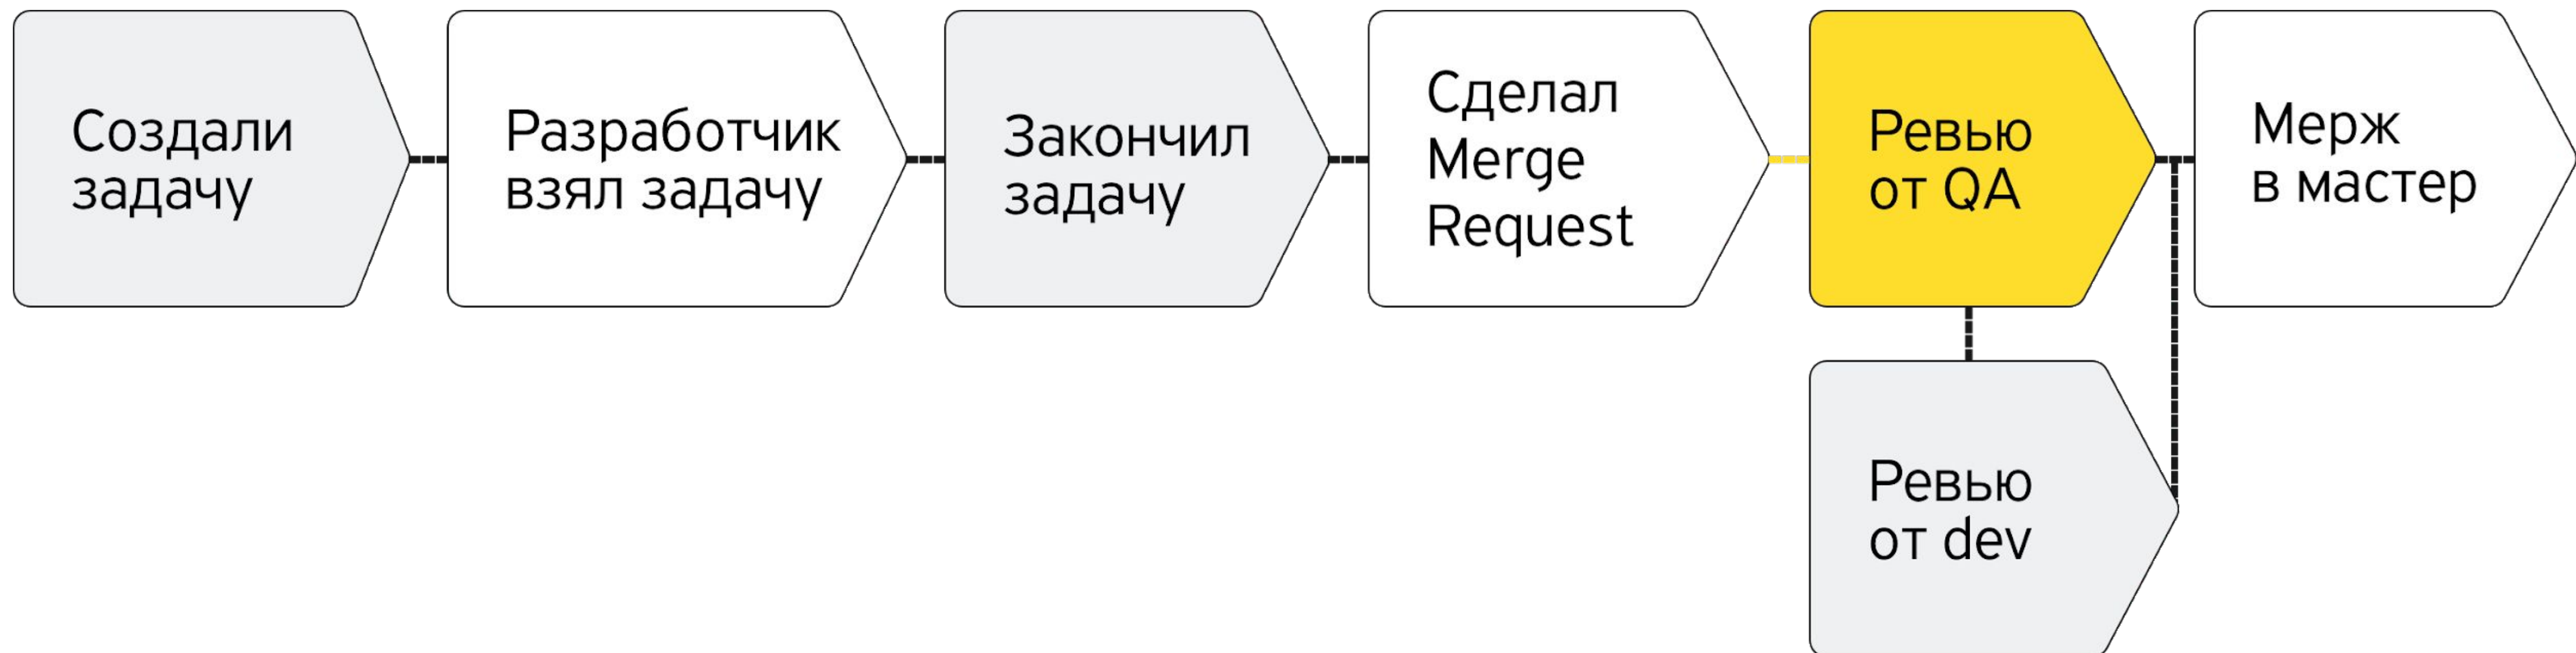 Создали
задачу
Разработчик
взял задачу
Закончил
задачу
Сделал
Merge
Request
Ревью
от QA
Мерж
в мастер
Ревью
от dev